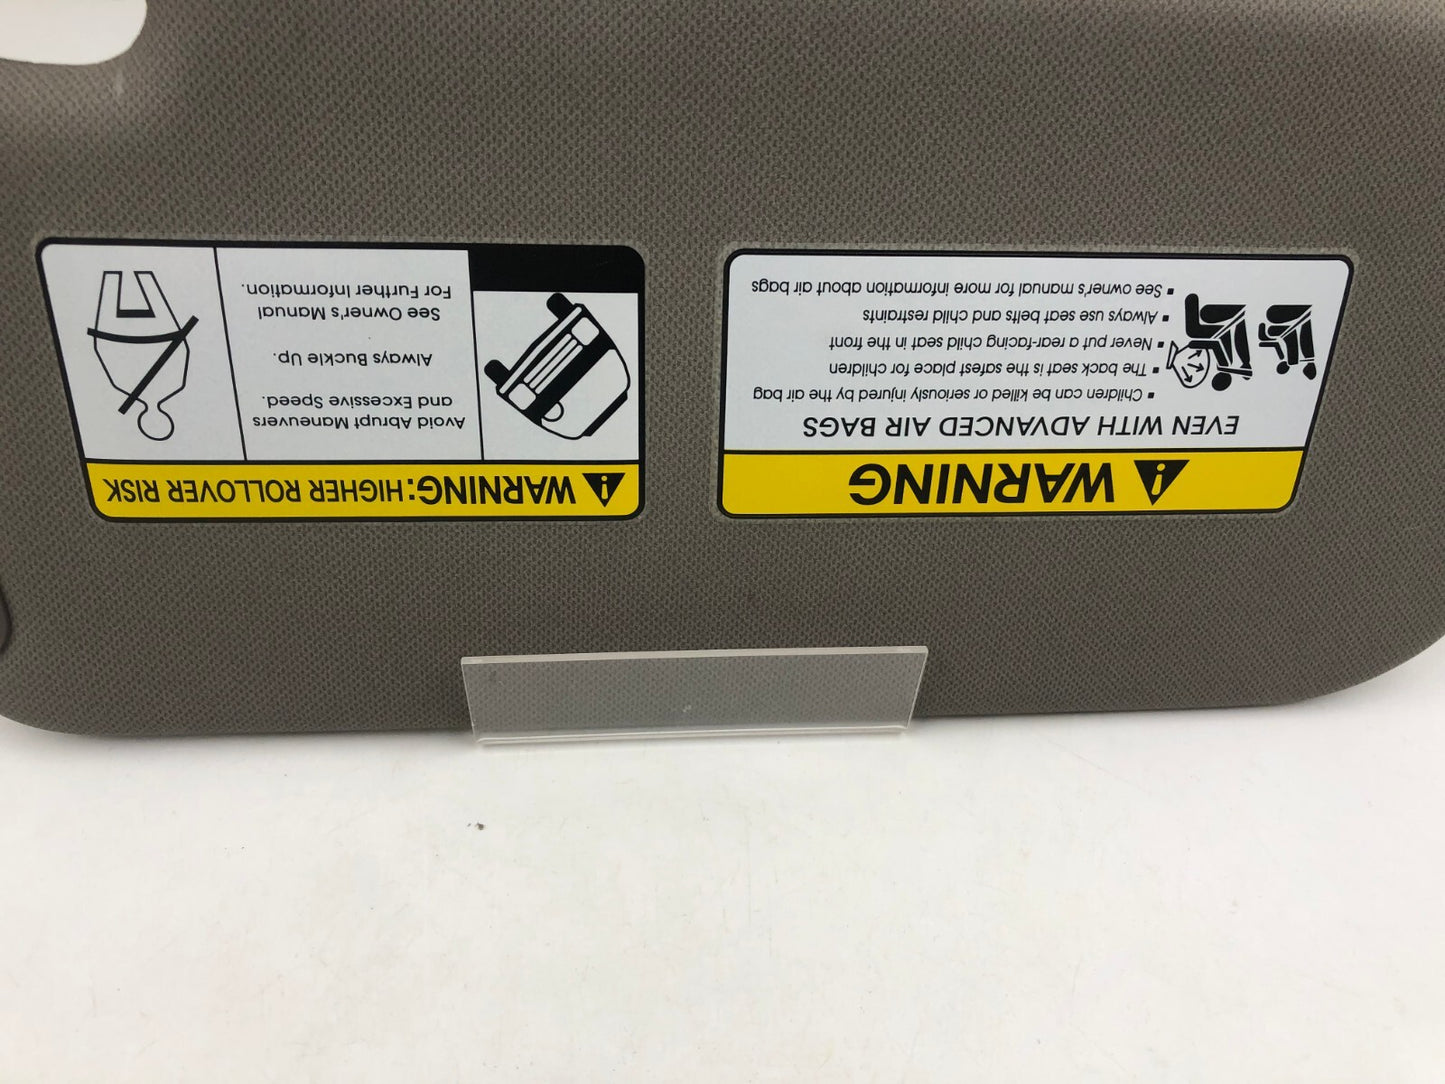 WARNING
EVEN WITH ADVANCED AIR BAGS
▪ Children can be killed or seriously injured by the air bag
▪ The back seat is the safest place for children
▪ Never put a rear-facing child seat in the front
▪ Always use seat belts and child restraints
▪ See owner's manual for more information about air bags
WARNING: HIGHER ROLLOVER RISK
Avoid Abrupt Maneuvers
and Excessive Speed.
Always Buckle Up.
See Owner's Manual
For Further Information.